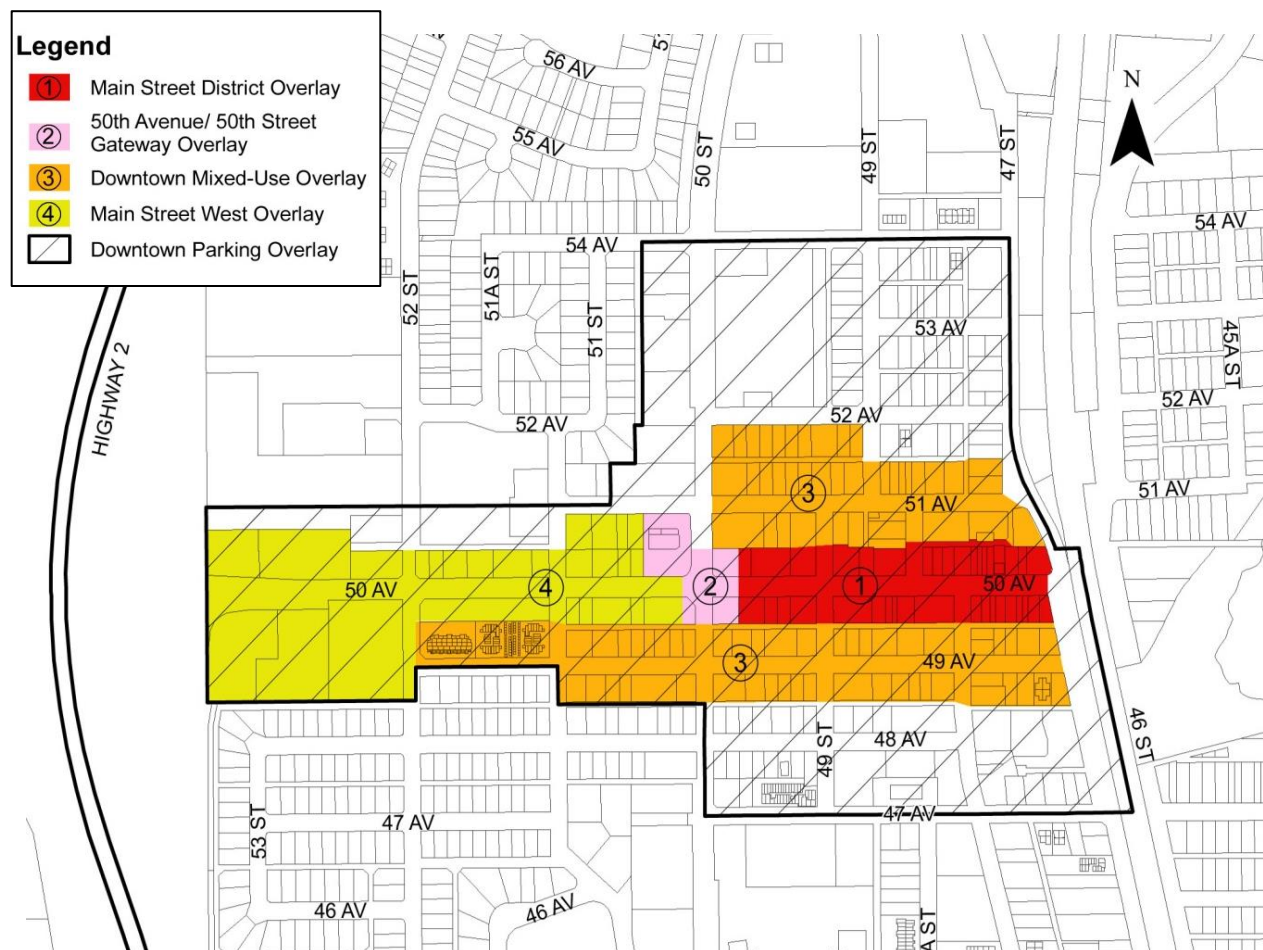 Legend
① Main Street District Overlay
② 50th Avenue/ 50th Street
Gateway Overlay
③ Downtown Mixed-Use Overlay
④ Main Street West Overlay
Downtown Parking Overlay
N
56 AV
55 AV
50 ST
49 ST
47 ST
54 AV
54 AV
52 ST
51A ST
51 ST
53 AV
45A ST
HIGHWAY 2
52 AV
52 AV
52 AV
③
51 AV
51 AV
50 AV
④
②
①
50 AV
③
49 AV
49 ST
48 AV
46 ST
47 AV
47 AV
53 ST
46 AV
46 AV